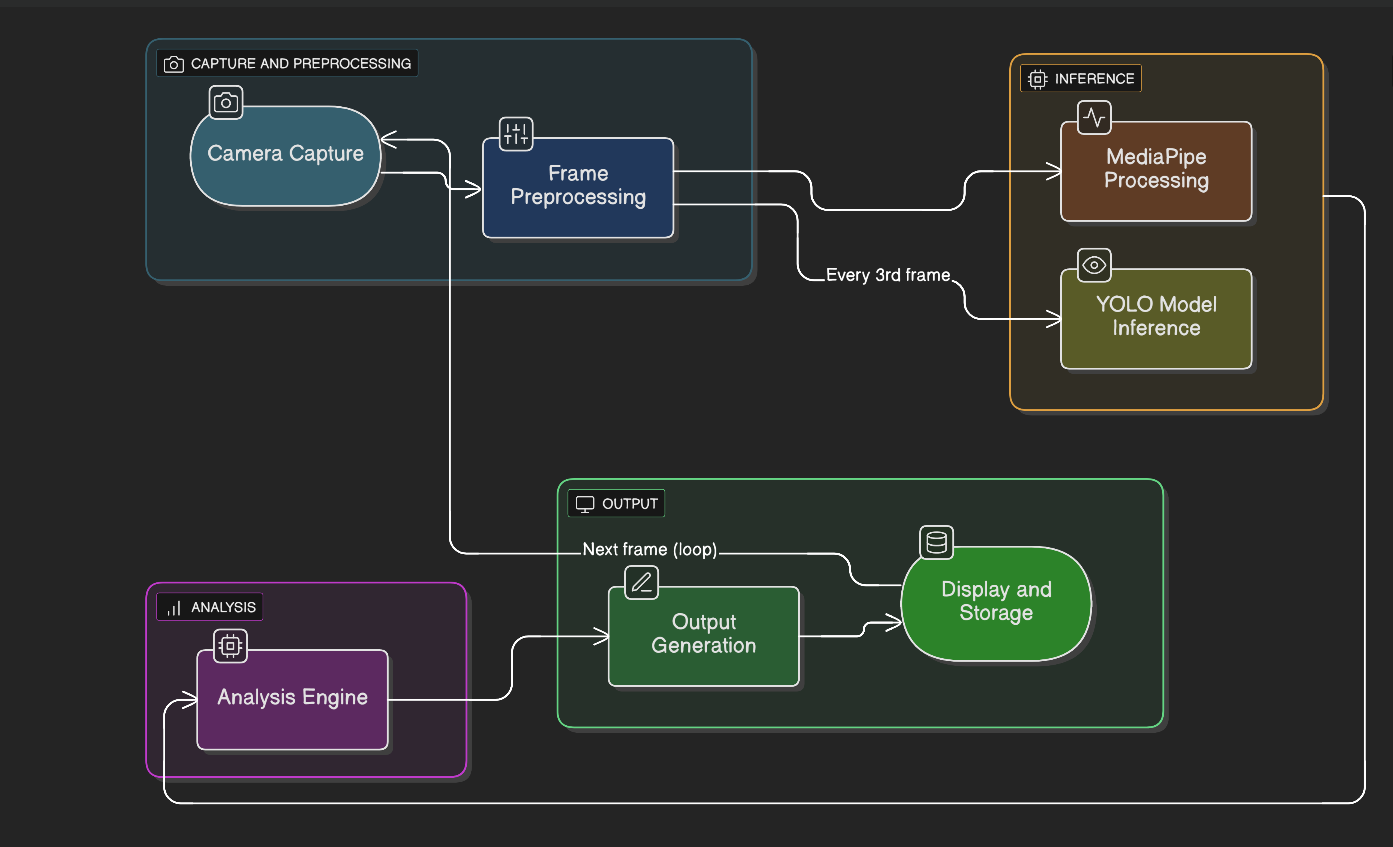 CAPTURE AND PREPROCESSING
Camera Capture
Frame
Preprocessing
INFERENCE
MediaPipe
Processing
Every 3rd frame
YOLO Model
Inference
OUTPUT
Next frame (loop)
Display and
Storage
Output
Generation
ANALYSIS
Analysis Engine